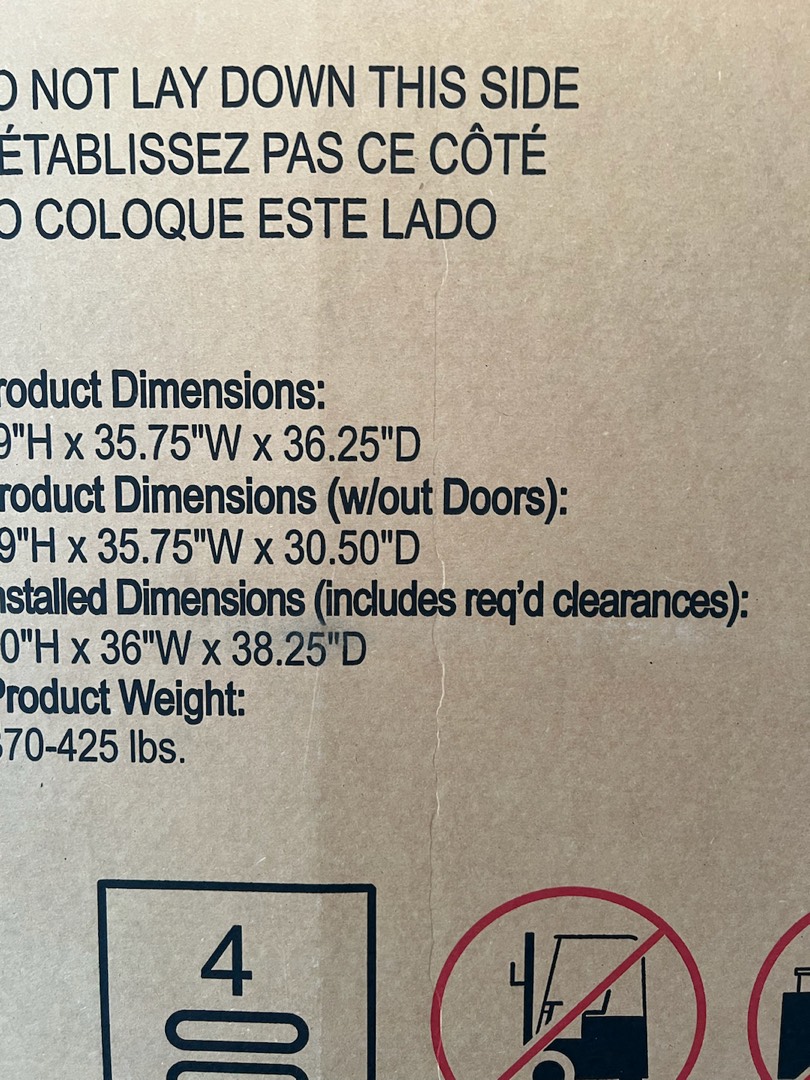 NOT LAY DOWN THIS SIDE
ÉTABLISSEZ PAS CE CÔTÉ
COLOQUE ESTE LADO
roduct Dimensions:
9"H x 35.75"W x 36.25"D
roduct Dimensions (w/out Doors):
9"H x 35.75"W x 30.50"D
nstalled Dimensions (includes req'd clearances):
0"H x 36"W x 38.25"D
Product Weight:
370-425 lbs.
4